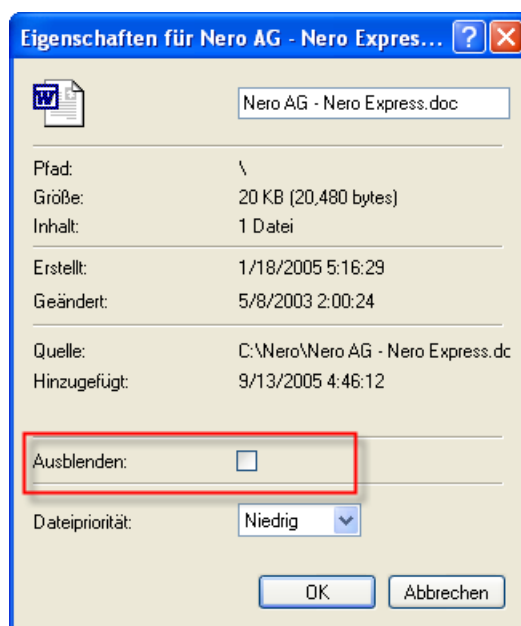 Eigenschaften für Nero AG - Nero Expres...
Nero AG - Nero Express.doc
Pfad: \
Größe: 20 KB (20,480 bytes)
Inhalt: 1 Datei
Erstellt: 1/18/2005 5:16:29
Geändert: 5/8/2003 2:00:24
Quelle: C:\Nero\Nero AG - Nero Express.dc
Hinzugefügt: 9/13/2005 4:46:12
Ausblenden:
Dateipriorität: Niedrig
OK Abbrechen